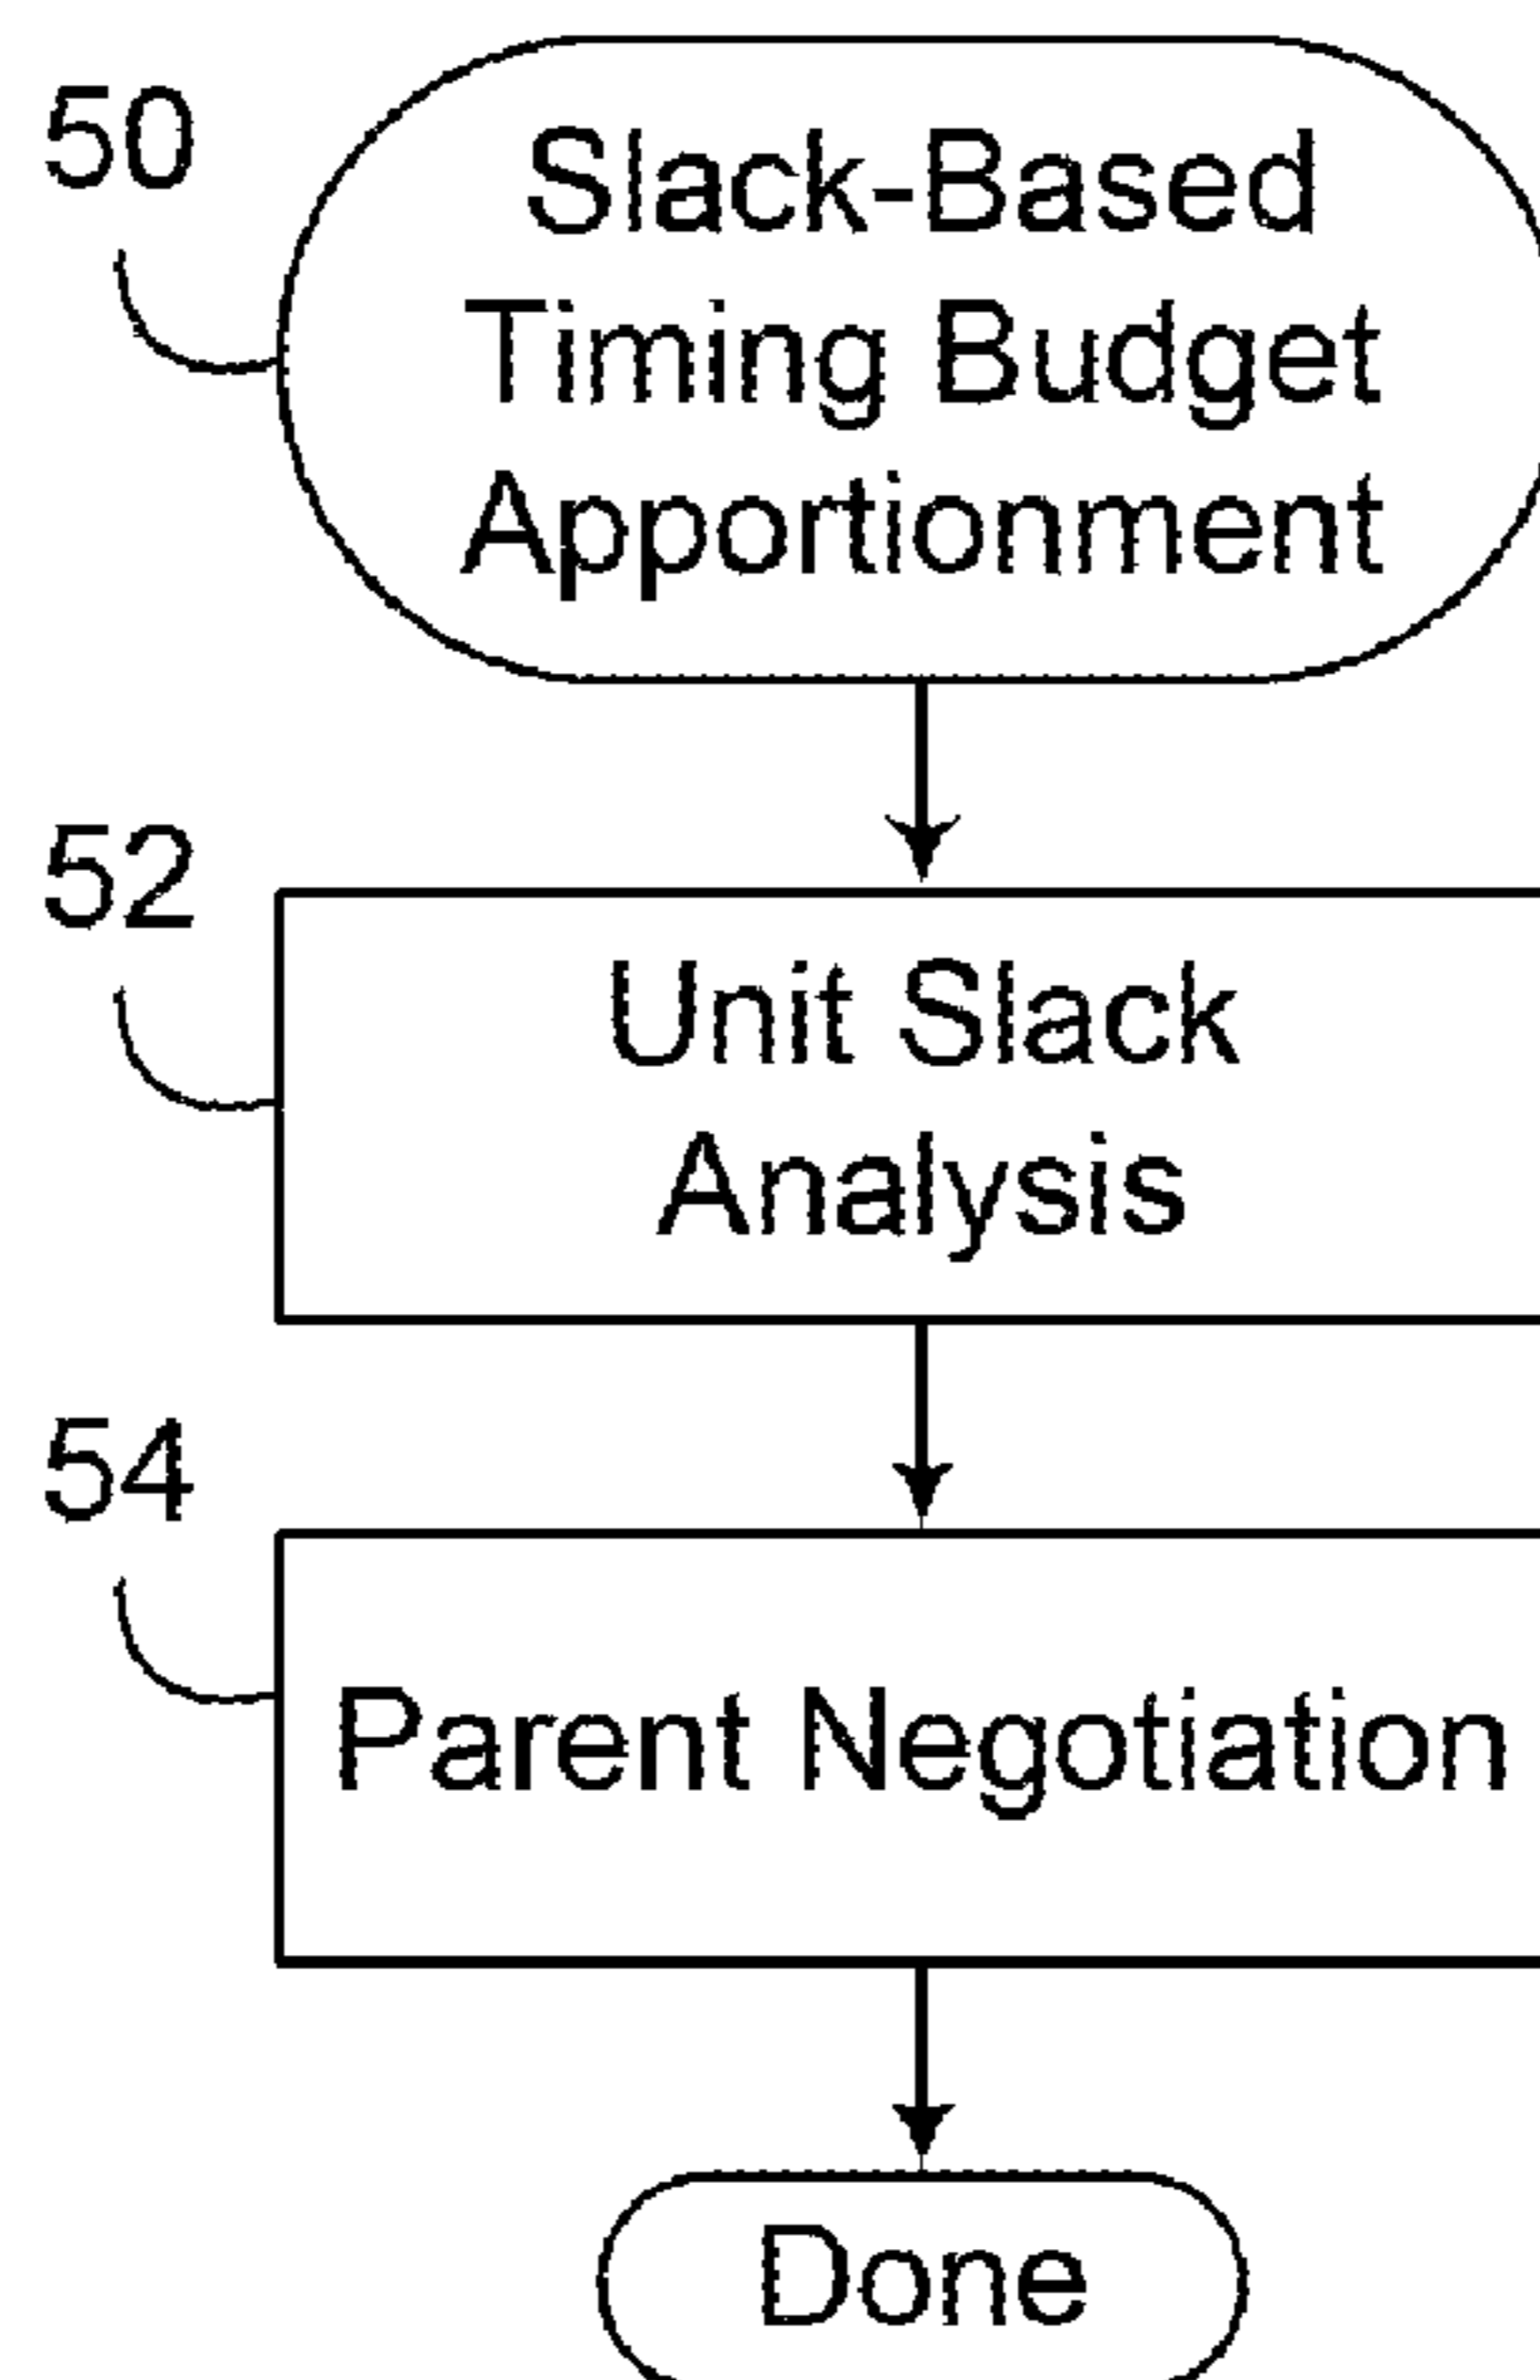 50
Slack-Based
Timing Budget
Apportionment
52
Unit Slack
Analysis
54
Parent Negotiation
Done